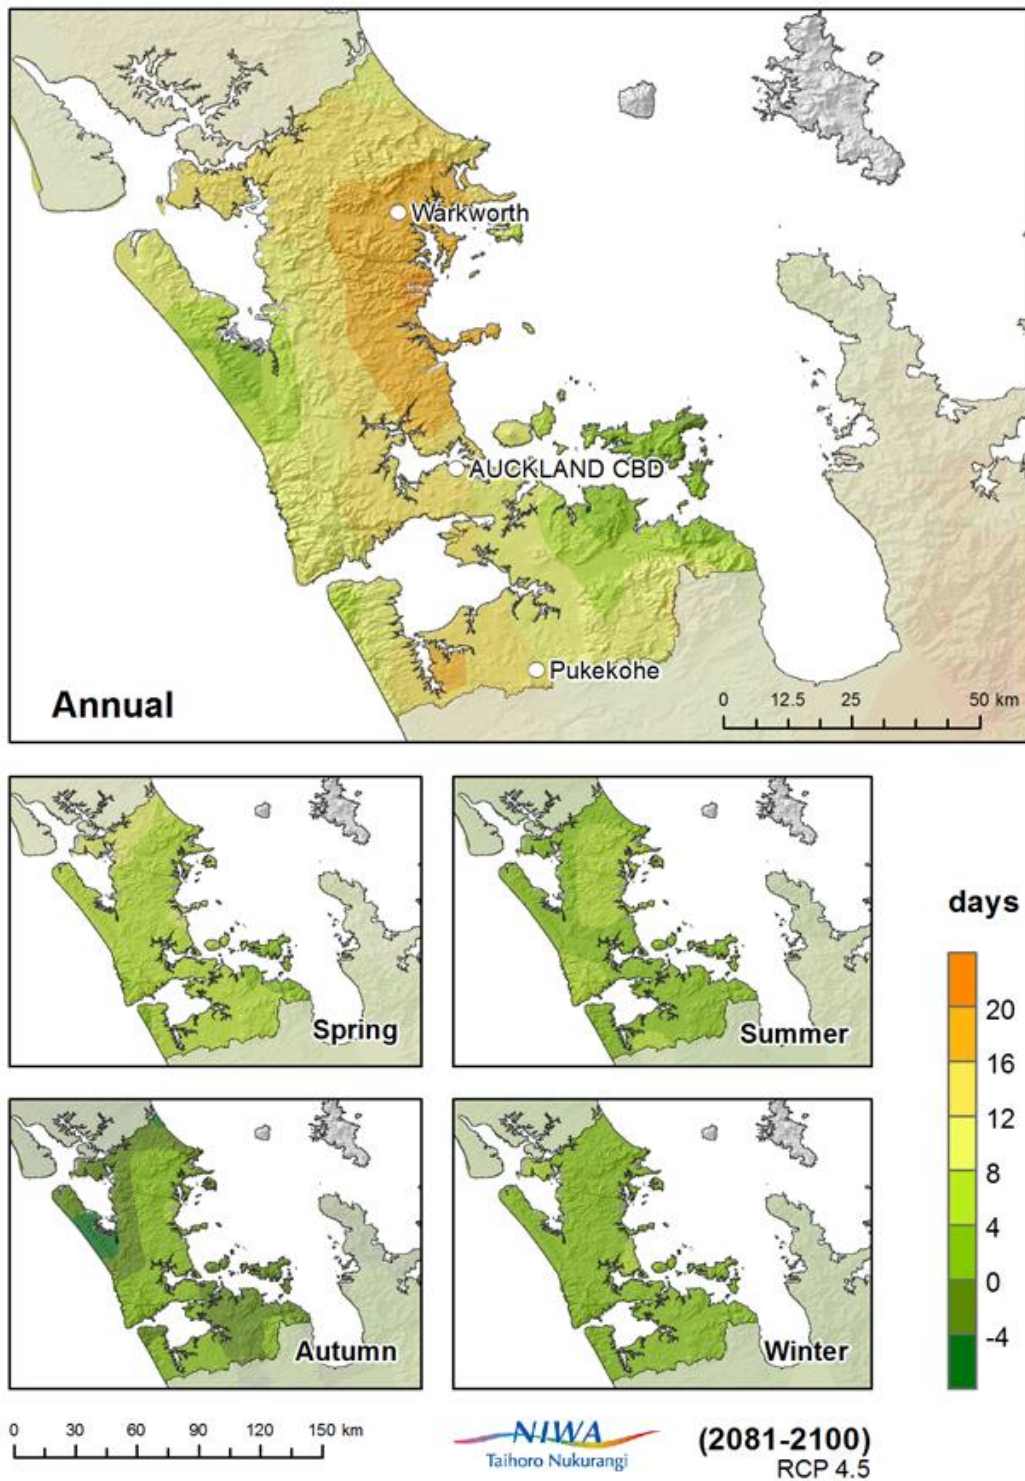 Warkworth
AUCKLAND CBD
Pukekohe
Annual
0 12.5 25 50 km
Spring
Summer
Autumn
Winter
days
20
16
12
8
4
0
-4
0 30 60 90 120 150 km
NIWA
Taihoro Nukurangi
(2081-2100)
RCP 4.5